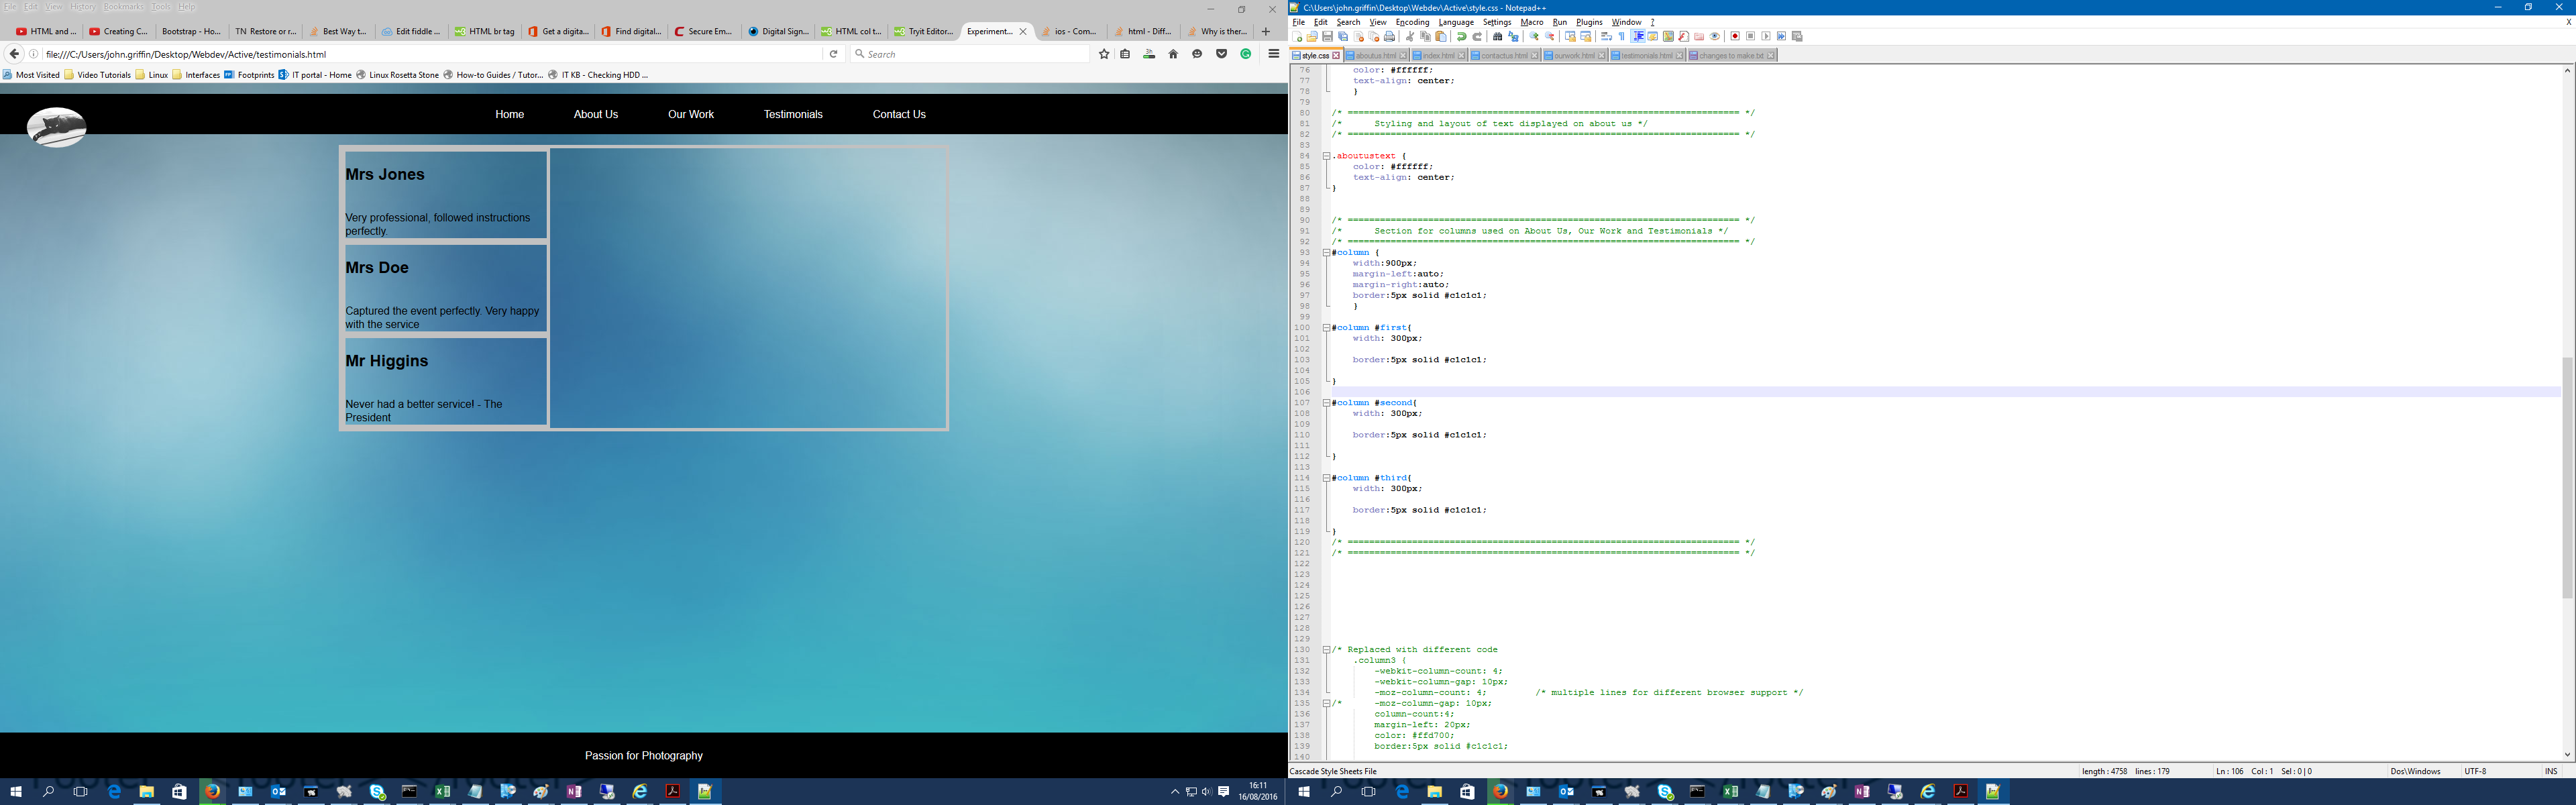 File Edit View History Bookmarks Tools Help
HTML and ... Creating C... Bootstrap - Ho... TN Restore or r... Best Way t... Edit fiddle ... HTML br tag Get a digita... Find digital... Secure Em... Digital Sign... HTML col t... Tryit Editor... Experiment... ios - Com... html - Diff... Why is ther...
file:///C:/Users/john.griffin/Desktop/Webdev/Active/testimonials.html
Search
Most Visited Video Tutorials Linux Interfaces Footprints IT portal - Home Linux Rosetta Stone How-to Guides / Tutor... IT KB - Checking HDD ...
Home About Us Our Work Testimonials Contact Us
Mrs Jones
Very professional, followed instructions
perfectly.
Mrs Doe
Captured the event perfectly. Very happy
with the service
Mr Higgins
Never had a better service! - The
President
Passion for Photography
16:11
16/08/2016
C:\Users\john.griffin\Desktop\Webdev\Active\style.css - Notepad++
File Edit Search View Encoding Language Settings Macro Run Plugins Window ? X
style.css aboutus.html index.html contactus.html ourwork.html testimonials.html changes to make.txt
76 color: #ffffff;
77 text-align: center;
78 }
79
80 /* ========================================================================= */
81 /* Styling and layout of text displayed on about us */
82 /* ========================================================================= */
83
84 .aboutustext {
85 color: #ffffff;
86 text-align: center;
87 }
88
89
90 /* ========================================================================= */
91 /* Section for columns used on About Us, Our Work and Testimonials */
92 /* ========================================================================= */
93 #column {
94 width:900px;
95 margin-left:auto;
96 margin-right:auto;
97 border:5px solid #c1c1c1;
98 }
99
100 #column #first{
101 width: 300px;
102
103 border:5px solid #c1c1c1;
104
105 }
106
107 #column #second{
108 width: 300px;
109
110 border:5px solid #c1c1c1;
111
112 }
113
114 #column #third{
115 width: 300px;
116
117 border:5px solid #c1c1c1;
118
119 }
120 /* ========================================================================= */
121 /* ========================================================================= */
122
123
124
125
126
127
128
129
130 /* Replaced with different code
131 .column3 {
132 -webkit-column-count: 4;
133 -webkit-column-gap: 10px;
134 -moz-column-count: 4; /* multiple lines for different browser support */
135 /* -moz-column-gap: 10px;
136 column-count:4;
137 margin-left: 20px;
138 color: #ffd700;
139 border:5px solid #c1c1c1;
140
Cascade Style Sheets File length : 4758 lines : 179 Ln : 106 Col : 1 Sel : 0 | 0 Dos\Windows UTF-8 INS